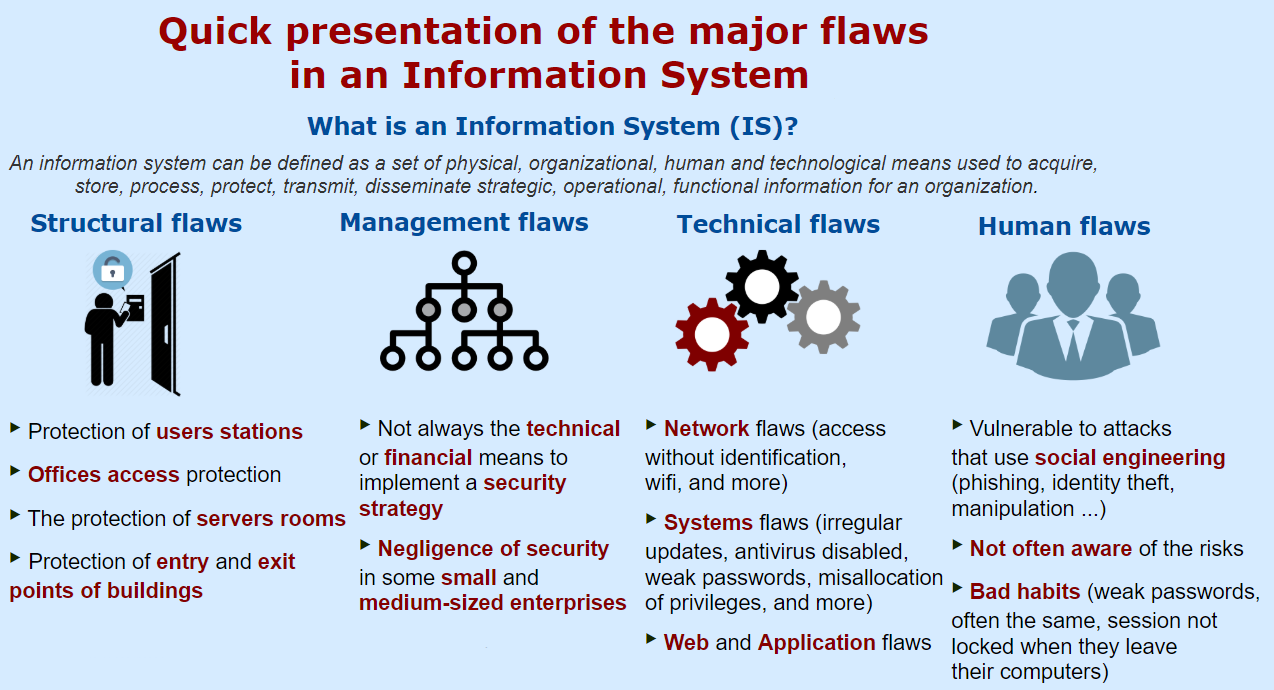 Quick presentation of the major flaws
in an Information System
What is an Information System (IS)?
An information system can be defined as a set of physical, organizational, human and technological means used to acquire,
store, process, protect, transmit, disseminate strategic, operational, functional information for an organization.
Structural flaws
‣ Protection of users stations
‣ Offices access protection
‣ The protection of servers rooms
‣ Protection of entry and exit
points of buildings
Management flaws
‣ Not always the technical
or financial means to
implement a security
strategy
‣ Negligence of security
in some small and
medium-sized enterprises
Technical flaws
‣ Network flaws (access
without identification,
wifi, and more)
‣ Systems flaws (irregular
updates, antivirus disabled,
weak passwords, misallocation
of privileges, and more)
‣ Web and Application flaws
Human flaws
‣ Vulnerable to attacks
that use social engineering
(phishing, identity theft,
manipulation ...)
‣ Not often aware of the risks
‣ Bad habits (weak passwords,
often the same, session not
locked when they leave
their computers)